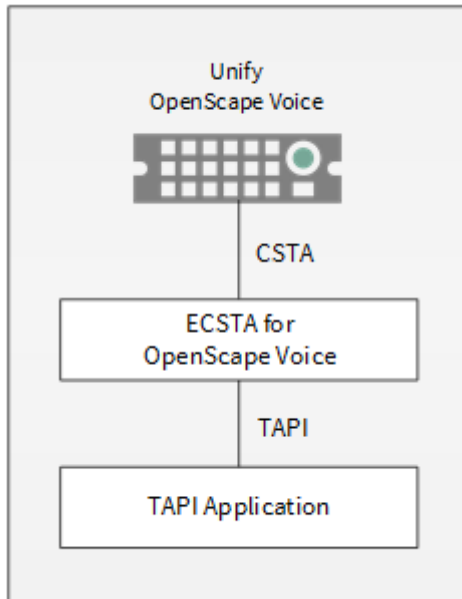 Unify
OpenScape Voice
CSTA
ECSTA for
OpenScape Voice
TAPI
TAPI Application